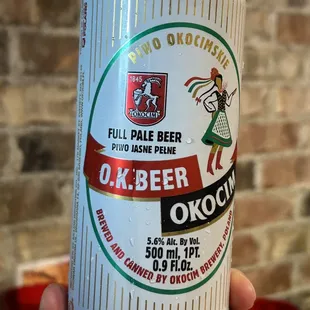 PIWO OKOCIMSKIE
1845
OKOCIM
FULL PALE BEER
PIWO JASNE PEŁNE
O.K. BEER
OKOCIM
5.6% Alc. By Vol.
500 ml, 1PT.
0.9 Fl.Oz.
BREWED AND CANNED BY OKOCIM BREWERY, POLAND